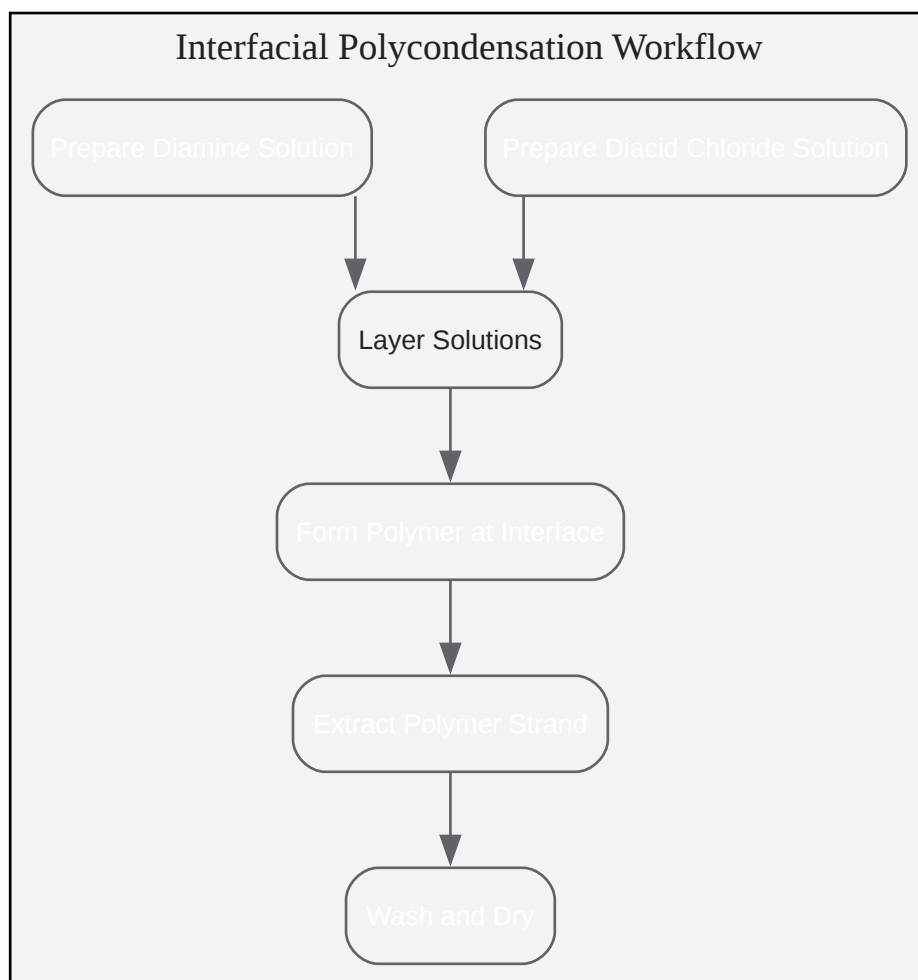 Interfacial Polycondensation Workflow
Prepare Diamine Solution
Prepare Diacid Chloride Solution
Layer Solutions
Form Polymer at Interface
Extract Polymer Strand
Wash and Dry